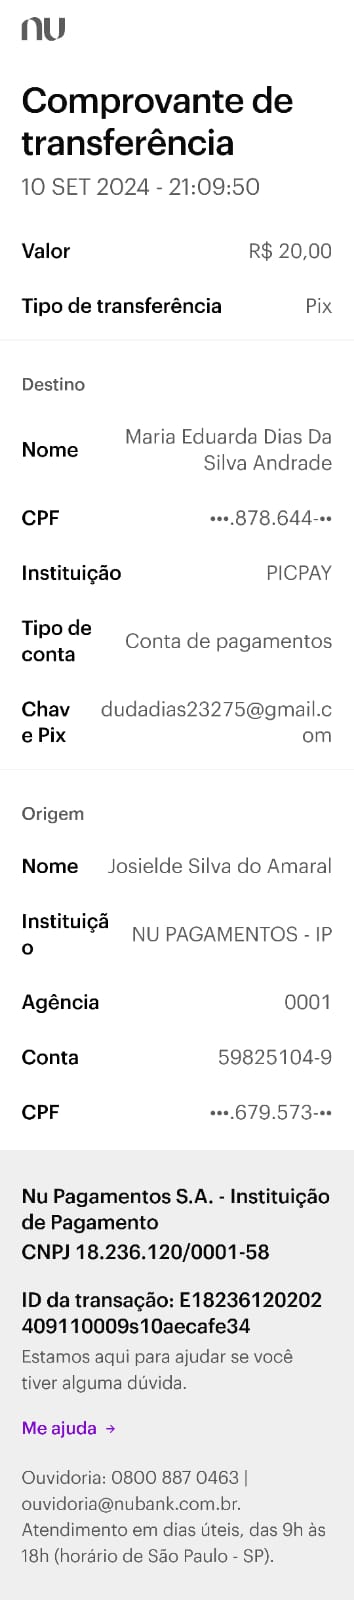 nu
Comprovante de
transferência
10 SET 2024 - 21:09:50
Valor R$ 20,00
Tipo de transferência Pix
Destino
Nome Maria Eduarda Dias Da
Silva Andrade
CPF •••.878.644-••
Instituição PICPAY
Tipo de
conta Conta de pagamentos
Chav dudadias23275@gmail.c
e Pix om
Origem
Nome Josielde Silva do Amaral
Instituiçã
o NU PAGAMENTOS - IP
Agência 0001
Conta 59825104-9
CPF •••.679.573-••
Nu Pagamentos S.A. - Instituição
de Pagamento
CNPJ 18.236.120/0001-58
ID da transação: E18236120202
409110009s10aecafe34
Estamos aqui para ajudar se você
tiver alguma dúvida.
Me ajuda →
Ouvidoria: 0800 887 0463 |
ouvidoria@nubank.com.br.
Atendimento em dias úteis, das 9h às
18h (horário de São Paulo - SP).